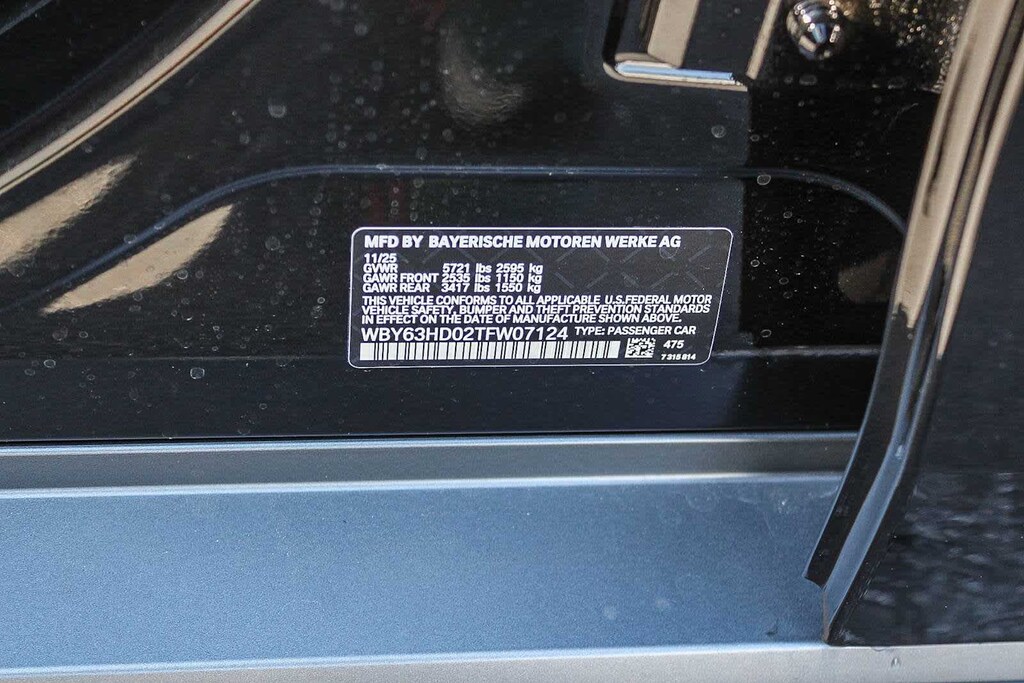 MFD BY BAYERISCHE MOTOREN WERKE AG
11/25
GVWR 5721 lbs 2595 kg
GAWR FRONT 2535 lbs 1150 kg
GAWR REAR 3417 lbs 1550 kg
THIS VEHICLE CONFORMS TO ALL APPLICABLE U.S.FEDERAL MOTOR
VEHICLE SAFETY, BUMPER AND THEFT PREVENTION STANDARDS
IN EFFECT ON THE DATE OF MANUFACTURE SHOWN ABOVE.
WBY63HD02TFW07124 TYPE: PASSENGER CAR
475
7 315 814